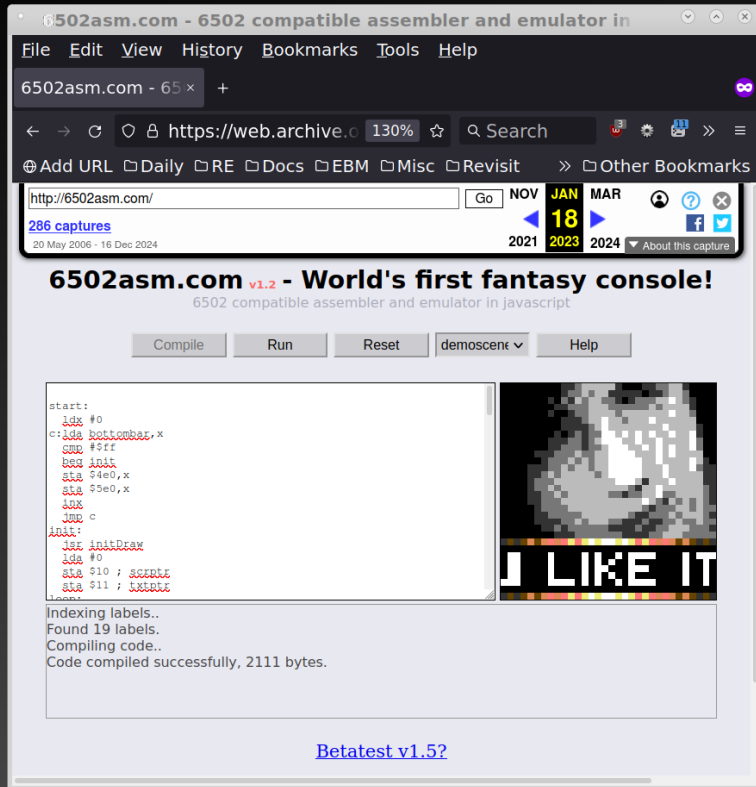 6502asm.com - 6502 compatible assembler and emulator in
File Edit View History Bookmarks Tools Help
6502asm.com - 65 × +
https://web.archive.o 130% Search 3 11
Add URL Daily RE Docs EBM Misc Revisit » Other Bookmarks
http://6502asm.com/ Go NOV JAN MAR
286 captures 18
20 May 2006 - 16 Dec 2024 2021 2023 2024 ▼ About this capture
6502asm.com v1.2 - World's first fantasy console!
6502 compatible assembler and emulator in javascript
Compile Run Reset demoscene Help
start:
ldx #0
c:lda bottombar,x
cmp #$ff
beq init
sta $4e0,x
sta $5e0,x
inx
jmp c
init:
jsr initDraw
lda #0
sta $10 ; scrptr
sta $11 ; txtptr
loop:
LIKE IT
Indexing labels..
Found 19 labels.
Compiling code..
Code compiled successfully, 2111 bytes.
Betatest v1.5?